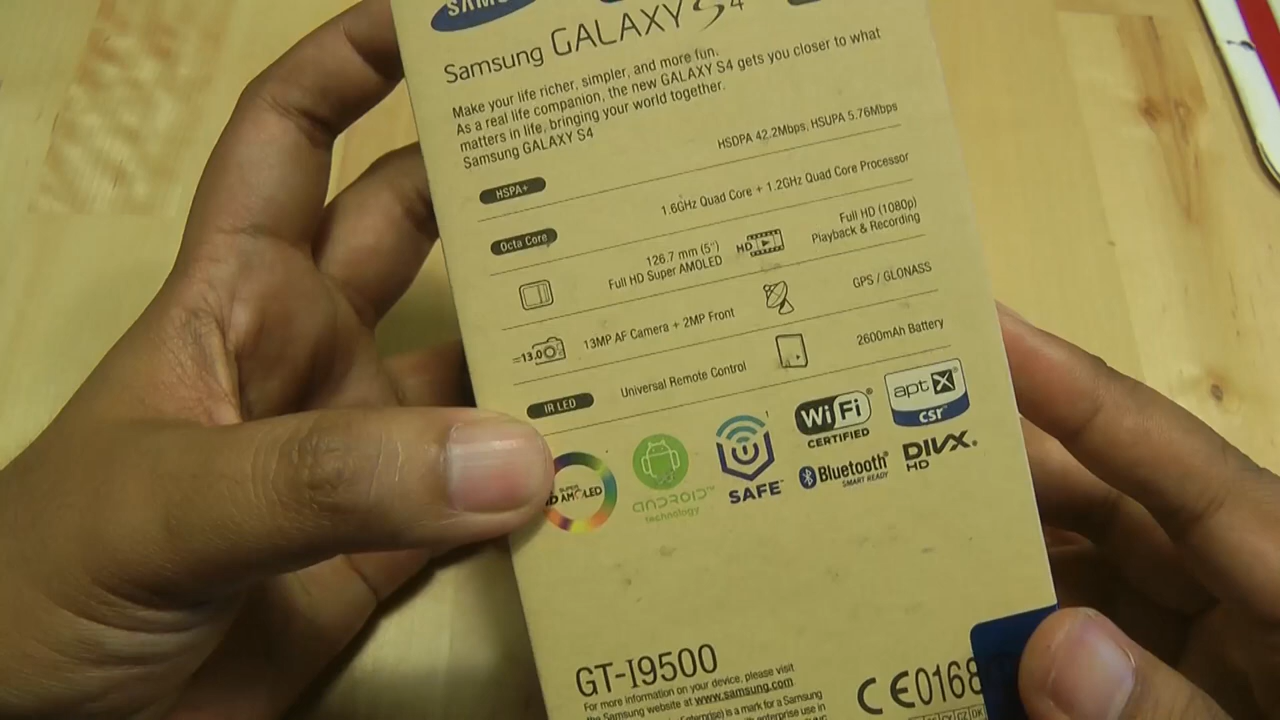 Samsung GALAXY S4
Make your life richer, simpler, and more fun.
As a real life companion, the new GALAXY S4 gets you closer to what
matters in life, bringing your world together.
Samsung GALAXY S4
HSPA+ HSDPA 42.2Mbps, HSUPA 5.76Mbps
Octa Core 1.6GHz Quad Core + 1.2GHz Quad Core Processor
126.7 mm (5")
Full HD Super AMOLED
HD
Full HD (1080p)
Playback & Recording
13.0 13MP AF Camera + 2MP Front
GPS / GLONASS
IR LED Universal Remote Control
2600mAh Battery
SUPER
AMOLED
ANDROID™
technology
1
SAFE™
WiFi®
CERTIFIED
aptX®
CSR
Bluetooth®
SMART READY
DIVX®
HD
GT-I9500
For more information on your device, please visit
the Samsung website at www.samsung.com
CE0168